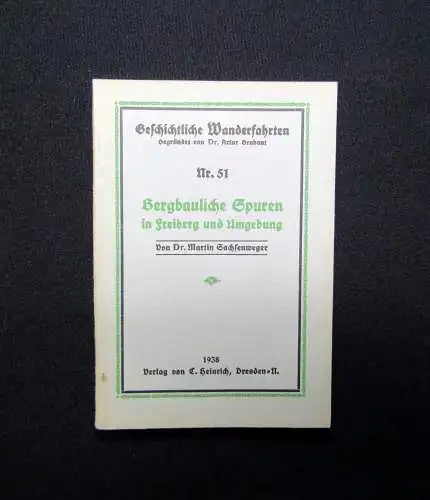 Geschichtliche Wanderfahrten
Begründet von Dr. Artur Brabant
Nr. 51
Bergbauliche Spuren
in Freiberg und Umgebung
Von Dr. Martin Sachsenweger
1938
Verlag von C. Heinrich, Dresden-N.